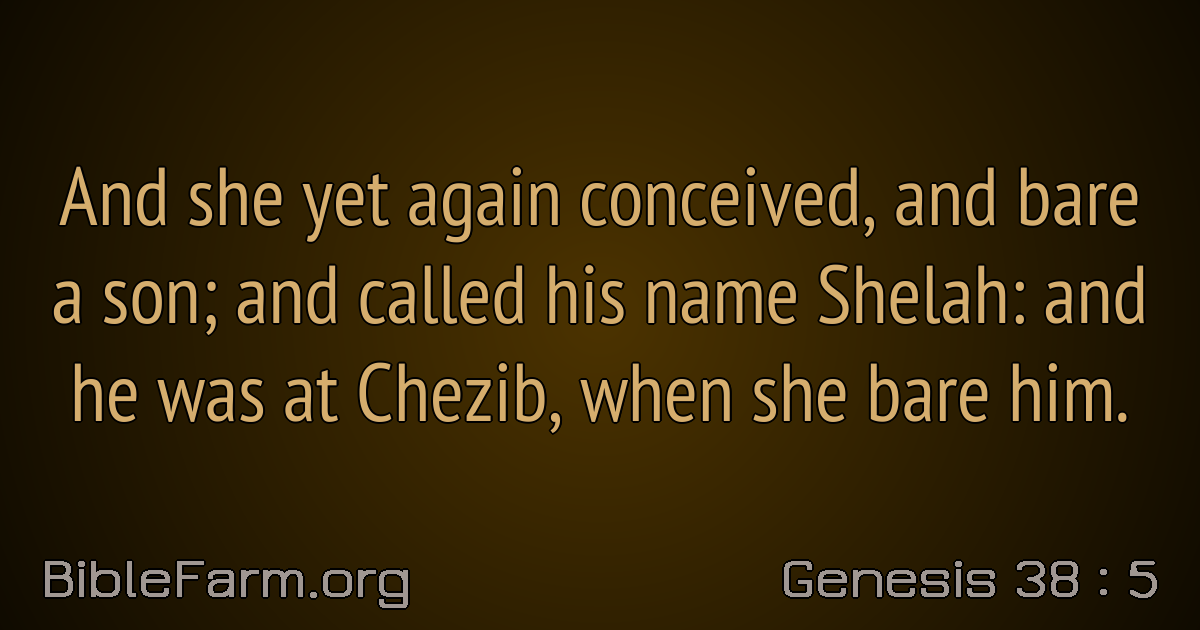 And she yet again conceived, and bare
a son; and called his name Shelah: and
he was at Chezib, when she bare him.
BibleFarm.org
Genesis 38 : 5